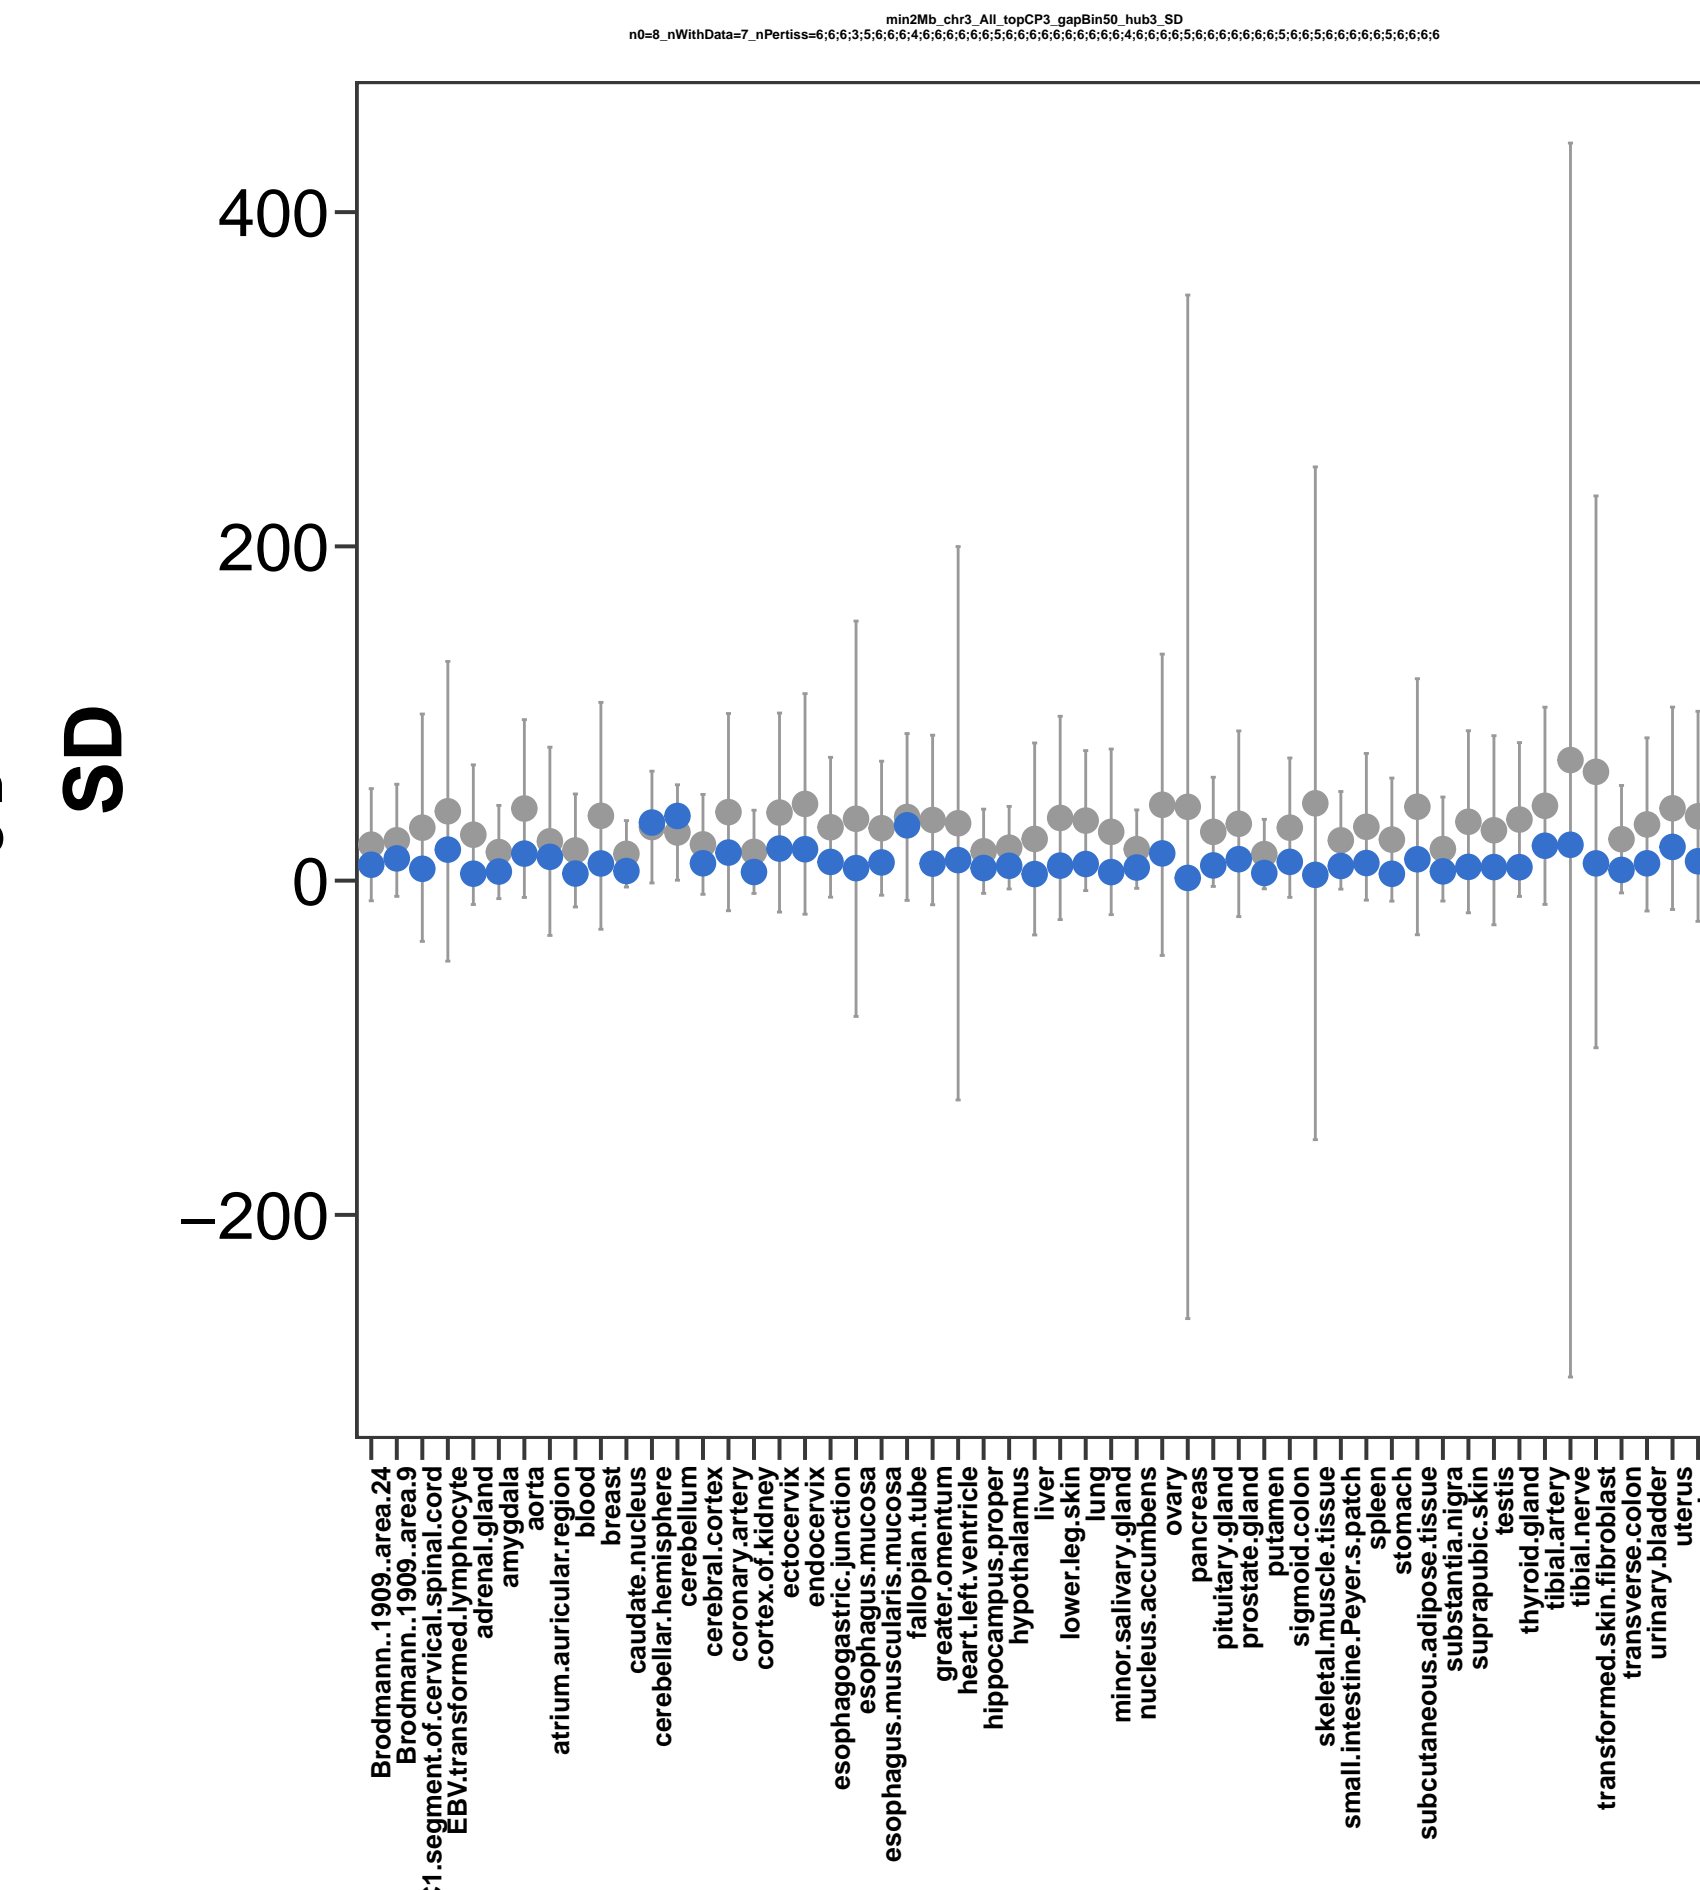 min2Mb_chr3_All_topCP3_gapBin50_hub3_SD
n0=8_nWithData=7_nPertiss=6;6;6;3;5;6;6;6;4;6;6;6;6;6;6;5;6;6;6;6;6;6;6;6;6;6;4;6;6;6;6;5;6;6;6;6;6;6;6;5;6;6;5;6;6;6;6;6;5;6;6;6;6
SD
400
200
0
−200
Brodmann..1909..area.24
Brodmann..1909..area.9
C1.segment.of.cervical.spinal.cord
EBV.transformed.lymphocyte
adrenal.gland
amygdala
aorta
atrium.auricular.region
blood
breast
caudate.nucleus
cerebellar.hemisphere
cerebellum
cerebral.cortex
coronary.artery
cortex.of.kidney
ectocervix
endocervix
esophagogastric.junction
esophagus.mucosa
esophagus.muscularis.mucosa
fallopian.tube
greater.omentum
heart.left.ventricle
hippocampus.proper
hypothalamus
liver
lower.leg.skin
lung
minor.salivary.gland
nucleus.accumbens
ovary
pancreas
pituitary.gland
prostate.gland
putamen
sigmoid.colon
skeletal.muscle.tissue
small.intestine.Peyer.s.patch
spleen
stomach
subcutaneous.adipose.tissue
substantia.nigra
suprapubic.skin
testis
thyroid.gland
tibial.artery
tibial.nerve
transformed.skin.fibroblast
transverse.colon
urinary.bladder
uterus